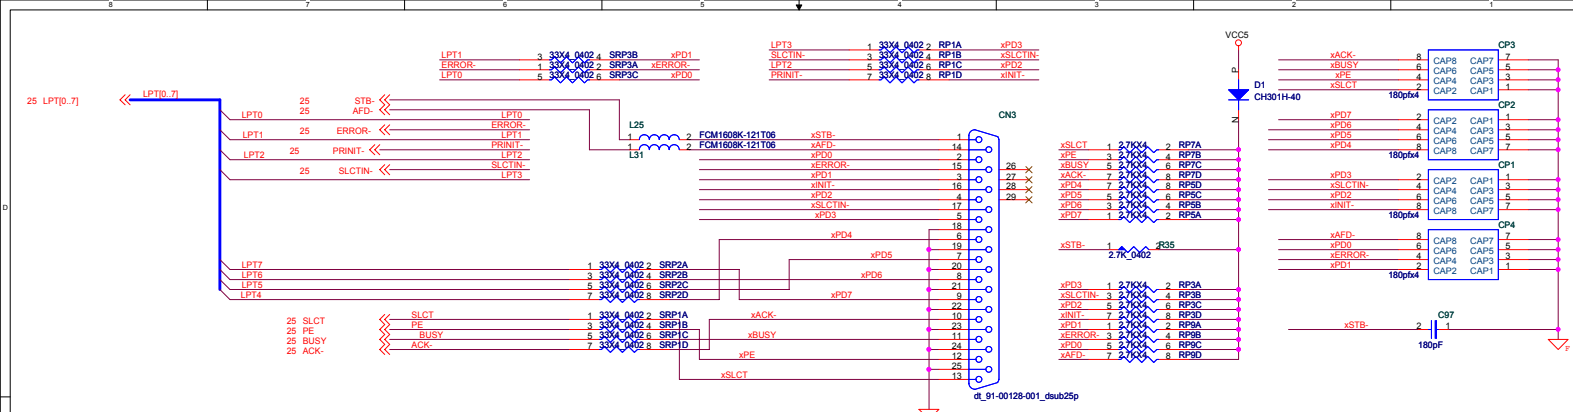 8 7 6 5 4 3 2 1
D
25 LPT[0..7] LPT[0..7]
LPT1 3 33X4_0402 4 SRP3B xPD1
ERROR- 1 33X4_0402 2 SRP3A xERROR-
LPT0 5 33X4_0402 6 SRP3C xPD0
LPT3 1 33X4_0402 2 RP1A xPD3
SLCTIN- 3 33X4_0402 4 RP1B xSLCTIN-
LPT2 5 33X4_0402 6 RP1C xPD2
PRINIT- 7 33X4_0402 8 RP1D xINIT-
25 STB-
25 AFD-
LPT0 LPT0
25 ERROR- ERROR-
LPT1 LPT1
25 PRINIT- PRINIT-
LPT2 LPT2
25 SLCTIN- SLCTIN-
LPT3
L25
1 2 FCM1608K-121T06
1 2 FCM1608K-121T06
L31
LPT7 1 33X4_0402 2 SRP2A
LPT6 3 33X4_0402 4 SRP2B
LPT5 5 33X4_0402 6 SRP2C
LPT4 7 33X4_0402 8 SRP2D
25 SLCT SLCT 1 33X4_0402 2 SRP1A
25 PE PE 3 33X4_0402 4 SRP1B
25 BUSY BUSY 5 33X4_0402 6 SRP1C
25 ACK- ACK- 7 33X4_0402 8 SRP1D
CN3
xSTB- 1
xAFD- 14
xPD0 2
xERROR- 15
xPD1 3
xINIT- 16
xPD2 4
xSLCTIN- 17
xPD3 5
18
xPD4 6
19
xPD5 7
20
xPD6 8
21
xPD7 9
22
xACK- 10
23
xBUSY 11
24
xPE 12
25
xSLCT 13
26
27
28
29
dt_91-00128-001_dsub25p
VCC5
P
D1
CH301H-40
N
xSLCT 1 2.7KX4 2 RP7A
xPE 3 2.7KX4 4 RP7B
xBUSY 5 2.7KX4 6 RP7C
xACK- 7 2.7KX4 8 RP7D
xPD4 7 2.7KX4 8 RP5D
xPD5 5 2.7KX4 6 RP5C
xPD6 3 2.7KX4 4 RP5B
xPD7 1 2.7KX4 2 RP5A
xSTB- 1 2 R35
2.7K_0402
xPD3 1 2.7KX4 2 RP3A
xSLCTIN- 3 2.7KX4 4 RP3B
xPD2 5 2.7KX4 6 RP3C
xINIT- 7 2.7KX4 8 RP3D
xPD1 1 2.7KX4 2 RP9A
xERROR- 3 2.7KX4 4 RP9B
xPD0 5 2.7KX4 6 RP9C
xAFD- 7 2.7KX4 8 RP9D
CP3
xACK- 8 CAP8 CAP7 7
xBUSY 6 CAP6 CAP5 5
xPE 4 CAP4 CAP3 3
xSLCT 2 CAP2 CAP1 1
180pfx4
CP2
xPD7 2 CAP2 CAP1 1
xPD6 4 CAP4 CAP3 3
xPD5 6 CAP6 CAP5 5
xPD4 8 CAP8 CAP7 7
180pfx4
CP1
xPD3 2 CAP2 CAP1 1
xSLCTIN- 4 CAP4 CAP3 3
xPD2 6 CAP6 CAP5 5
xINIT- 8 CAP8 CAP7 7
180pfx4
CP4
xAFD- 8 CAP8 CAP7 7
xPD0 6 CAP6 CAP5 5
xERROR- 4 CAP4 CAP3 3
xPD1 2 CAP2 CAP1 1
180pfx4
C97
xSTB- 2 1
180pF
F